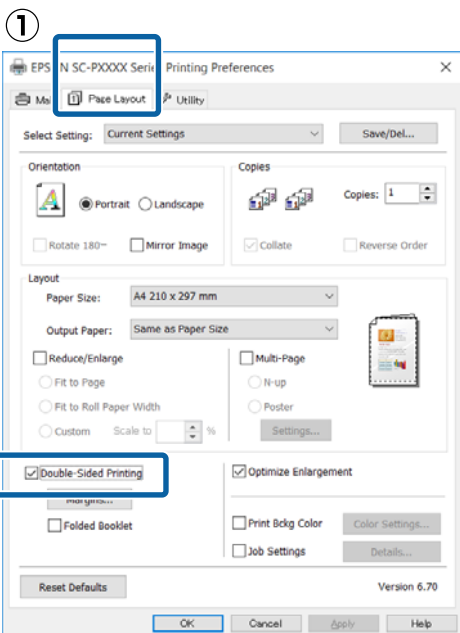 ①
EPS N SC-PXXXX Serie Printing Preferences
Mai Page Layout Utility
Select Setting: Current Settings Save/Del...
Orientation Copies
Portrait Landscape Copies: 1
Rotate 180° Mirror Image Collate Reverse Order
Layout
Paper Size: A4 210 x 297 mm
Output Paper: Same as Paper Size
Reduce/Enlarge Multi-Page
Fit to Page N-up
Fit to Roll Paper Width Poster
Custom Scale to % Settings...
Double-Sided Printing Optimize Enlargement
Margins...
Folded Booklet Print Bckg Color Color Settings...
Job Settings Details...
Reset Defaults Version 6.70
OK Cancel Apply Help